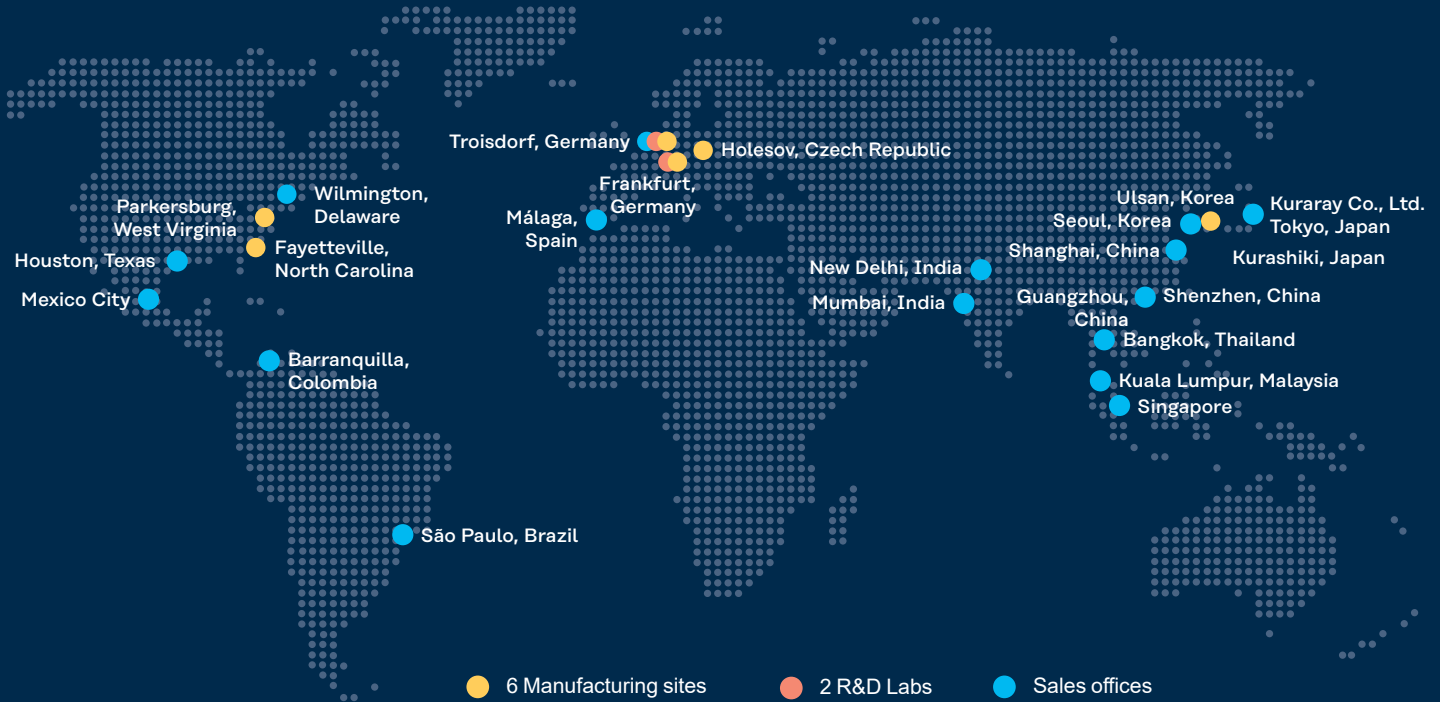 Troisdorf, Germany
Holesov, Czech Republic
Frankfurt,
Germany
Wilmington,
Delaware
Parkersburg,
West Virginia
Fayetteville,
North Carolina
Houston, Texas
Mexico City
Barranquilla,
Colombia
São Paulo, Brazil
Málaga,
Spain
Ulsan, Korea
Seoul, Korea
Kuraray Co., Ltd.
Tokyo, Japan
Kurashiki, Japan
Shanghai, China
New Delhi, India
Mumbai, India
Guangzhou,
China
Shenzhen, China
Bangkok, Thailand
Kuala Lumpur, Malaysia
Singapore
6 Manufacturing sites
2 R&D Labs
Sales offices